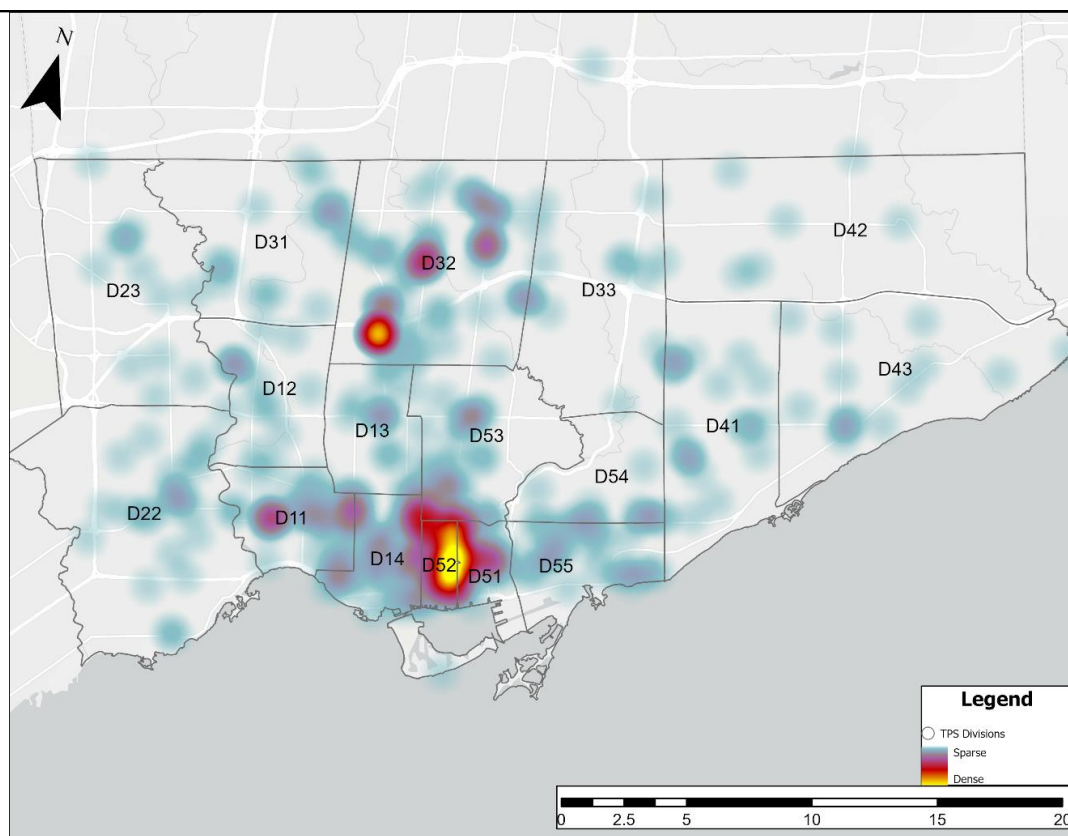 N
D31
D32
D42
D23
D33
D12
D43
D13
D53
D41
D54
D22
D11
D14
D52
D51
D55
Legend
TPS Divisions
Sparse
Dense
0 2.5 5 10 15 20